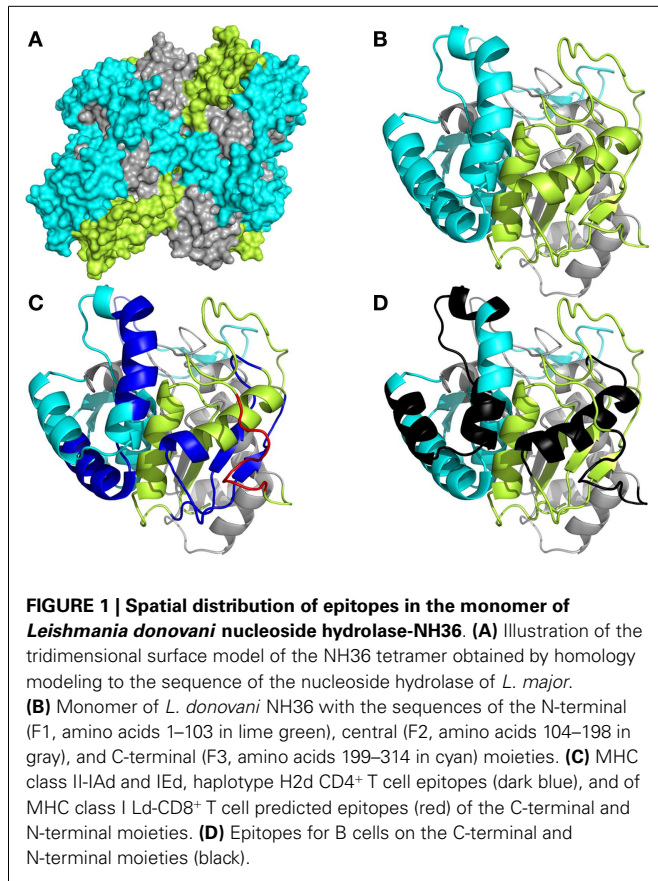 A
B
C
D
FIGURE 1 | Spatial distribution of epitopes in the monomer of
Leishmania donovani nucleoside hydrolase-NH36. (A) Illustration of the
tridimensional surface model of the NH36 tetramer obtained by homology
modeling to the sequence of the nucleoside hydrolase of L. major.
(B) Monomer of L. donovani NH36 with the sequences of the N-terminal
(F1, amino acids 1–103 in lime green), central (F2, amino acids 104–198 in
gray), and C-terminal (F3, amino acids 199–314 in cyan) moieties. (C) MHC
class II-IAd and IEd, haplotype H2d CD4⁺ T cell epitopes (dark blue), and of
MHC class I Ld-CD8⁺ T cell predicted epitopes (red) of the C-terminal and
N-terminal moieties. (D) Epitopes for B cells on the C-terminal and
N-terminal moieties (black).